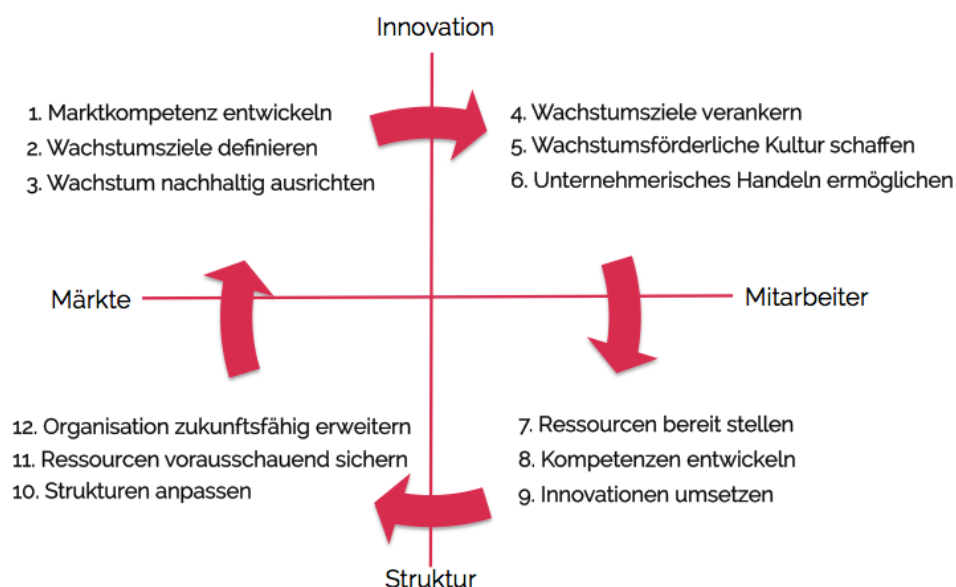 Innovation
1. Marktkompetenz entwickeln
2. Wachstumsziele definieren
3. Wachstum nachhaltig ausrichten
4. Wachstumsziele verankern
5. Wachstumsförderliche Kultur schaffen
6. Unternehmerisches Handeln ermöglichen
Märkte
Mitarbeiter
12. Organisation zukunftsfähig erweitern
11. Ressourcen vorausschauend sichern
10. Strukturen anpassen
7. Ressourcen bereit stellen
8. Kompetenzen entwickeln
9. Innovationen umsetzen
Struktur